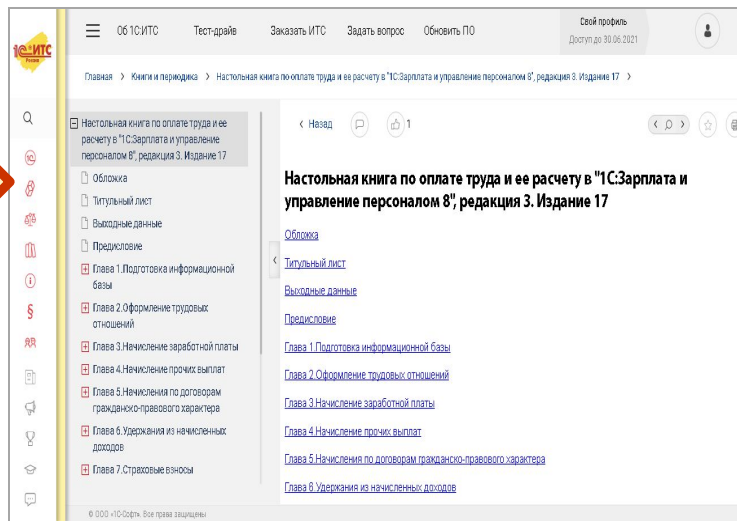 1С:ИТС
Об 1С:ИТС
Тест-драйв
Заказать ИТС
Задать вопрос
Обновить ПО
Свой профиль
Доступ до 30.06.2021
Главная > Книги и периодика > Настольная книга по оплате труда и ее расчету в "1С:Зарплата и управление персоналом 8", редакция 3. Издание 17 >
Настольная книга по оплате труда и ее
расчету в "1С:Зарплата и управление
персоналом 8", редакция 3. Издание 17
Обложка
Титульный лист
Выходные данные
Предисловие
Глава 1.Подготовка информационной
базы
Глава 2.Оформление трудовых
отношений
Глава 3.Начисление заработной платы
Глава 4.Начисление прочих выплат
Глава 5.Начисления по договорам
гражданско-правового характера
Глава 6.Удержания из начисленных
доходов
Глава 7.Страховые взносы
© ООО «1С-Софт». Все права защищены
< Назад
1
Настольная книга по оплате труда и ее расчету в "1С:Зарплата и
управление персоналом 8", редакция 3. Издание 17
Обложка
Титульный лист
Выходные данные
Предисловие
Глава 1.Подготовка информационной базы
Глава 2.Оформление трудовых отношений
Глава 3.Начисление заработной платы
Глава 4.Начисление прочих выплат
Глава 5.Начисления по договорам гражданско-правового характера
Глава 6.Удержания из начисленных доходов